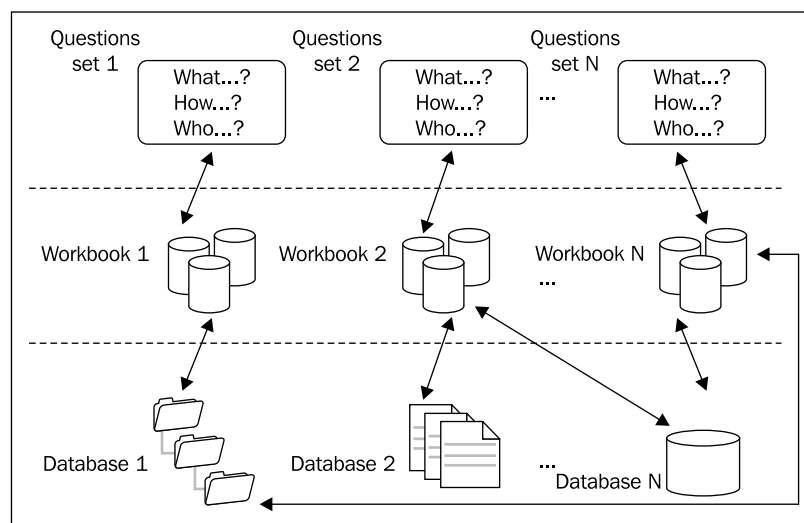 Questions
set 1
What...?
How...?
Who...?
Questions
set 2
What...?
How...?
Who...?
...
Questions
set N
What...?
How...?
Who...?
Workbook 1
Workbook 2
Workbook N
...
Database 1
Database 2
...
Database N